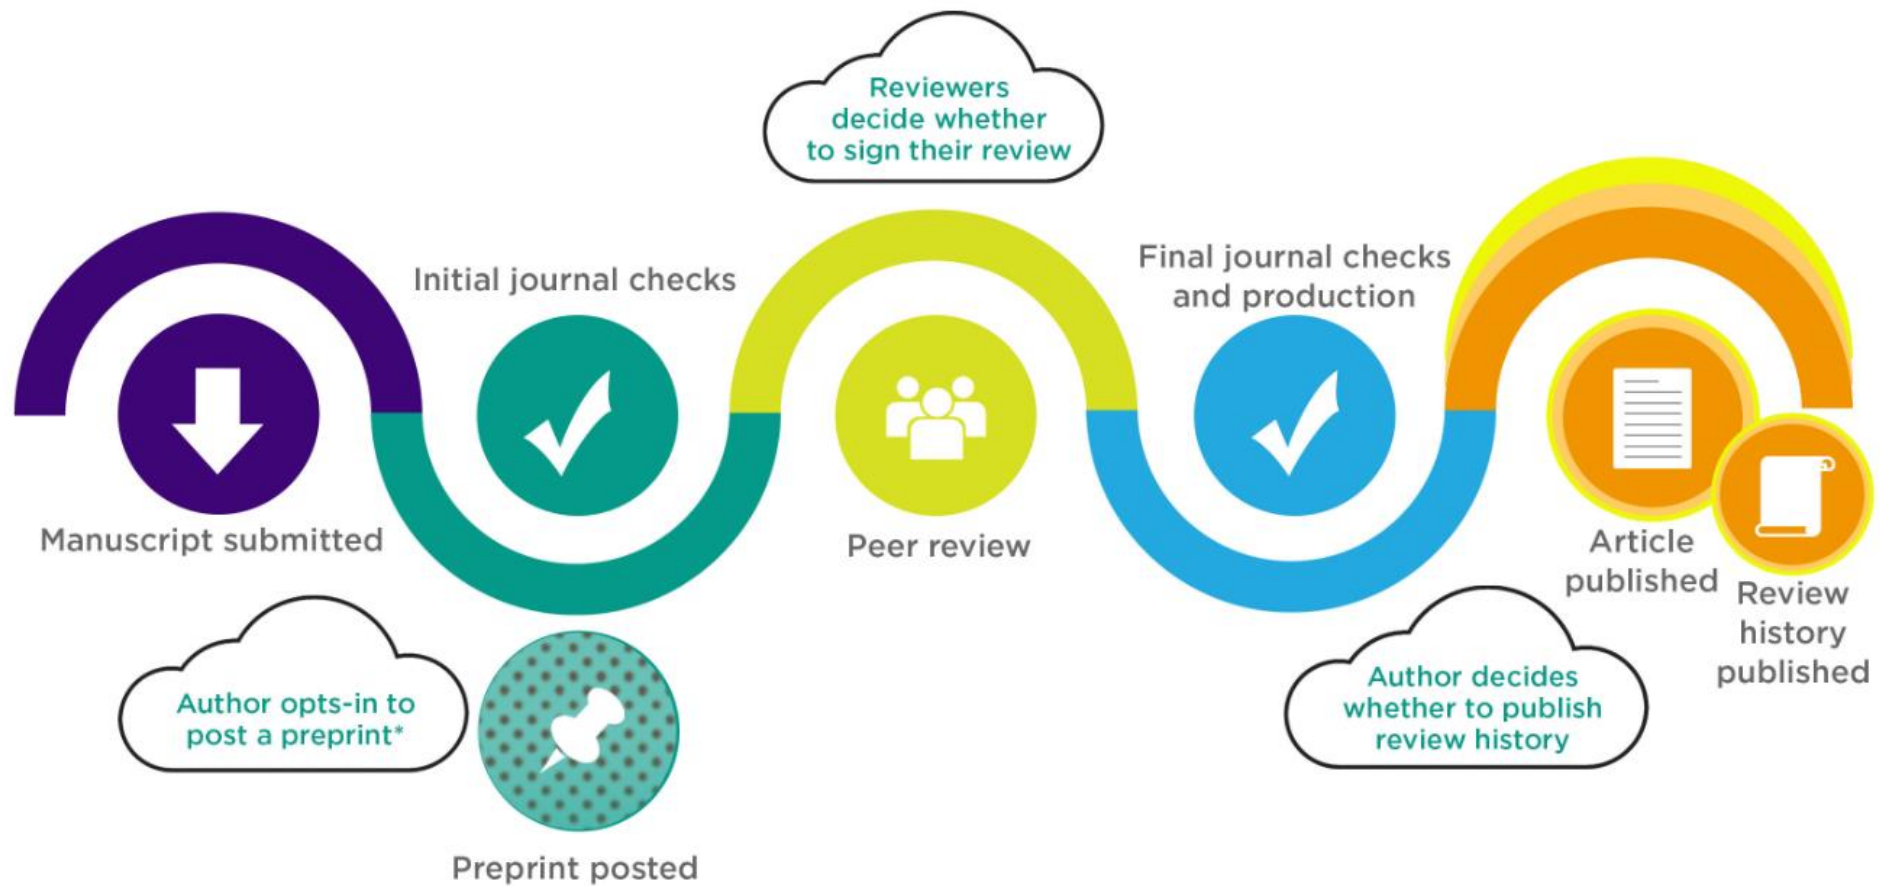 Manuscript submitted
Author opts-in to
post a preprint*
Initial journal checks
Preprint posted
Reviewers
decide whether
to sign their review
Peer review
Final journal checks
and production
Author decides
whether to publish
review history
Article
published
Review
history
published